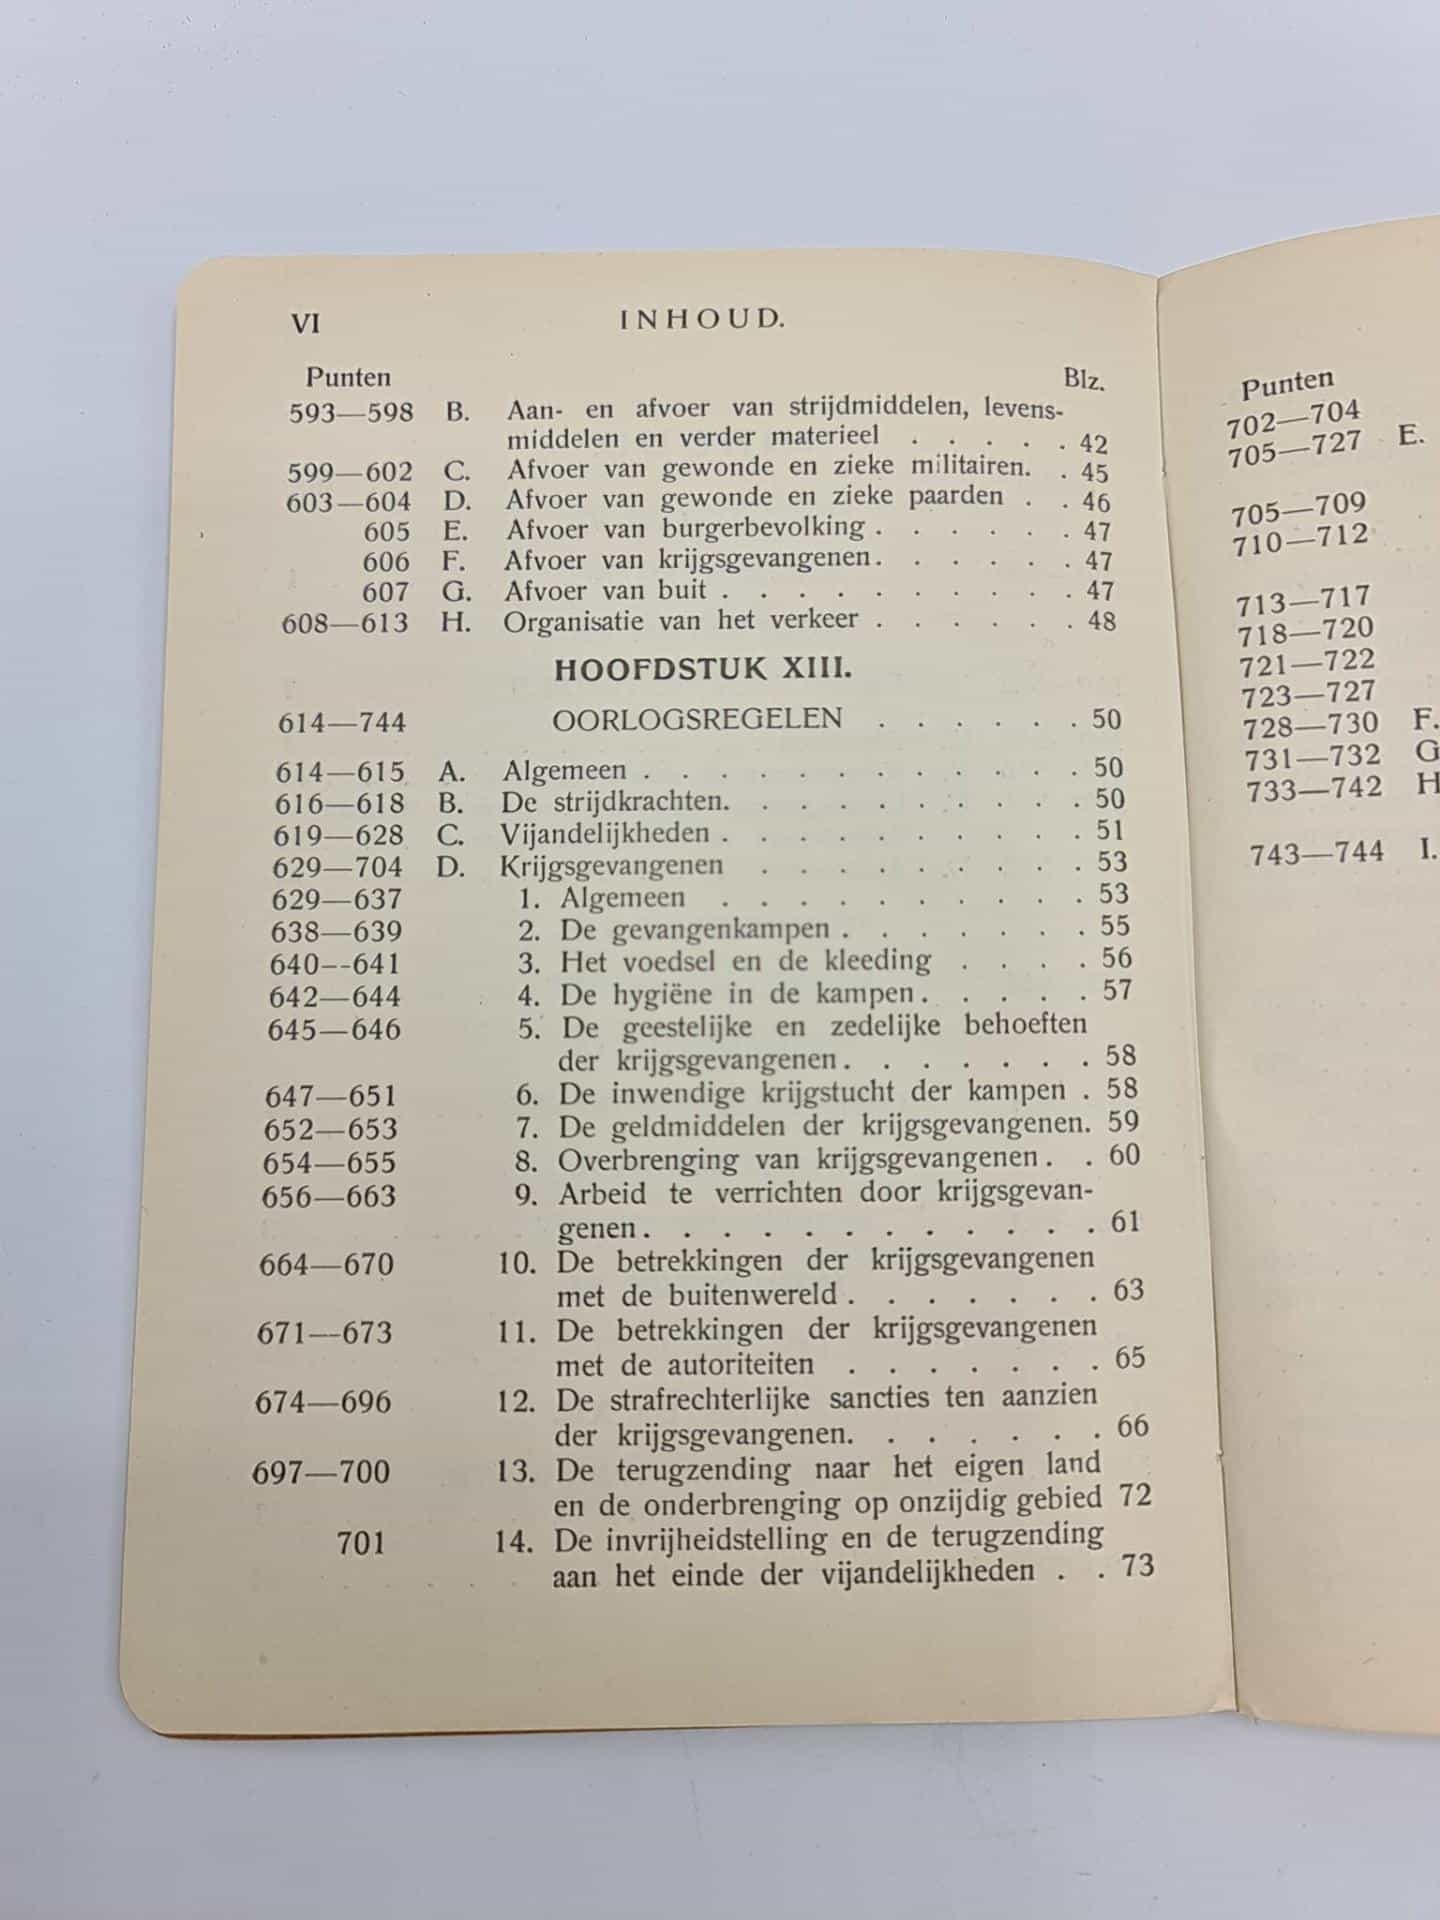 VI INHOUD.
Punten Blz.
593—598 B. Aan- en afvoer van strijdmiddelen, levens-
middelen en verder materieel . . . . . 42
599—602 C. Afvoer van gewonde en zieke militairen. . 45
603—604 D. Afvoer van gewonde en zieke paarden . . 46
605 E. Afvoer van burgerbevolking . . . . . . 47
606 F. Afvoer van krijgsgevangenen . . . . . . 47
607 G. Afvoer van buit . . . . . . . . . . 47
608—613 H. Organisatie van het verkeer . . . . . . 48
HOOFDSTUK XIII.
614—744 OORLOGSREGELEN . . . . . . 50
614—615 A. Algemeen . . . . . . . . . . . . 50
616—618 B. De strijdkrachten. . . . . . . . . . 50
619—628 C. Vijandelijkheden . . . . . . . . . . 51
629—704 D. Krijgsgevangenen . . . . . . . . . 53
629—637 1. Algemeen . . . . . . . . . . 53
638—639 2. De gevangenkampen . . . . . . . 55
640--641 3. Het voedsel en de kleeding . . . . 56
642—644 4. De hygiëne in de kampen . . . . . 57
645—646 5. De geestelijke en zedelijke behoeften
der krijgsgevangenen . . . . . . . 58
647—651 6. De inwendige krijgstucht der kampen . 58
652—653 7. De geldmiddelen der krijgsgevangenen. 59
654—655 8. Overbrenging van krijgsgevangenen . . 60
656—663 9. Arbeid te verrichten door krijgsgevan-
genen . . . . . . . . . . . . 61
664—670 10. De betrekkingen der krijgsgevangenen
met de buitenwereld . . . . . . . 63
671—673 11. De betrekkingen der krijgsgevangenen
met de autoriteiten . . . . . . . 65
674—696 12. De strafrechterlijke sancties ten aanzien
der krijgsgevangenen. . . . . . . 66
697—700 13. De terugzending naar het eigen land
en de onderbrenging op onzijdig gebied 72
701 14. De invrijheidstelling en de terugzending
aan het einde der vijandelijkheden . . 73
Punten
702—704
705—727 E.
705—709
710—712
713—717
718—720
721—722
723—727
728—730 F.
731—732 G
733—742 H
743—744 I.